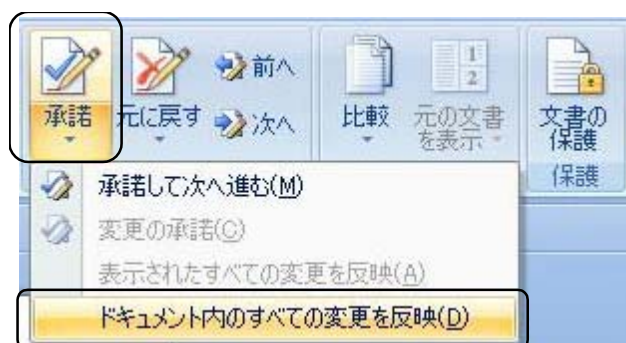 承諾
元に戻す
前へ
次へ
比較
1
2
元の文書
を表示
文書の
保護
保護
承諾して次へ進む(M)
変更の承諾(C)
表示されたすべての変更を反映(A)
ドキュメント内のすべての変更を反映(D)